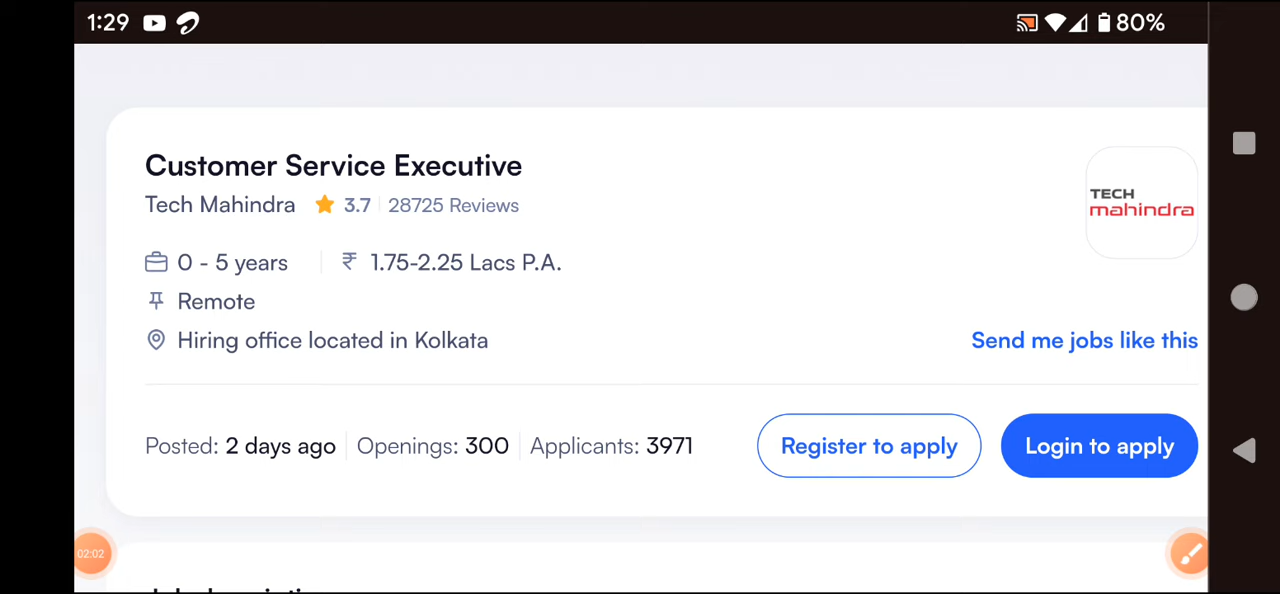 1:29 80%
Customer Service Executive
Tech Mahindra 3.7 28725 Reviews
TECH
mahindra
0 - 5 years ₹ 1.75-2.25 Lacs P.A.
Remote
Hiring office located in Kolkata Send me jobs like this
Posted: 2 days ago Openings: 300 Applicants: 3971 Register to apply Login to apply
02:02